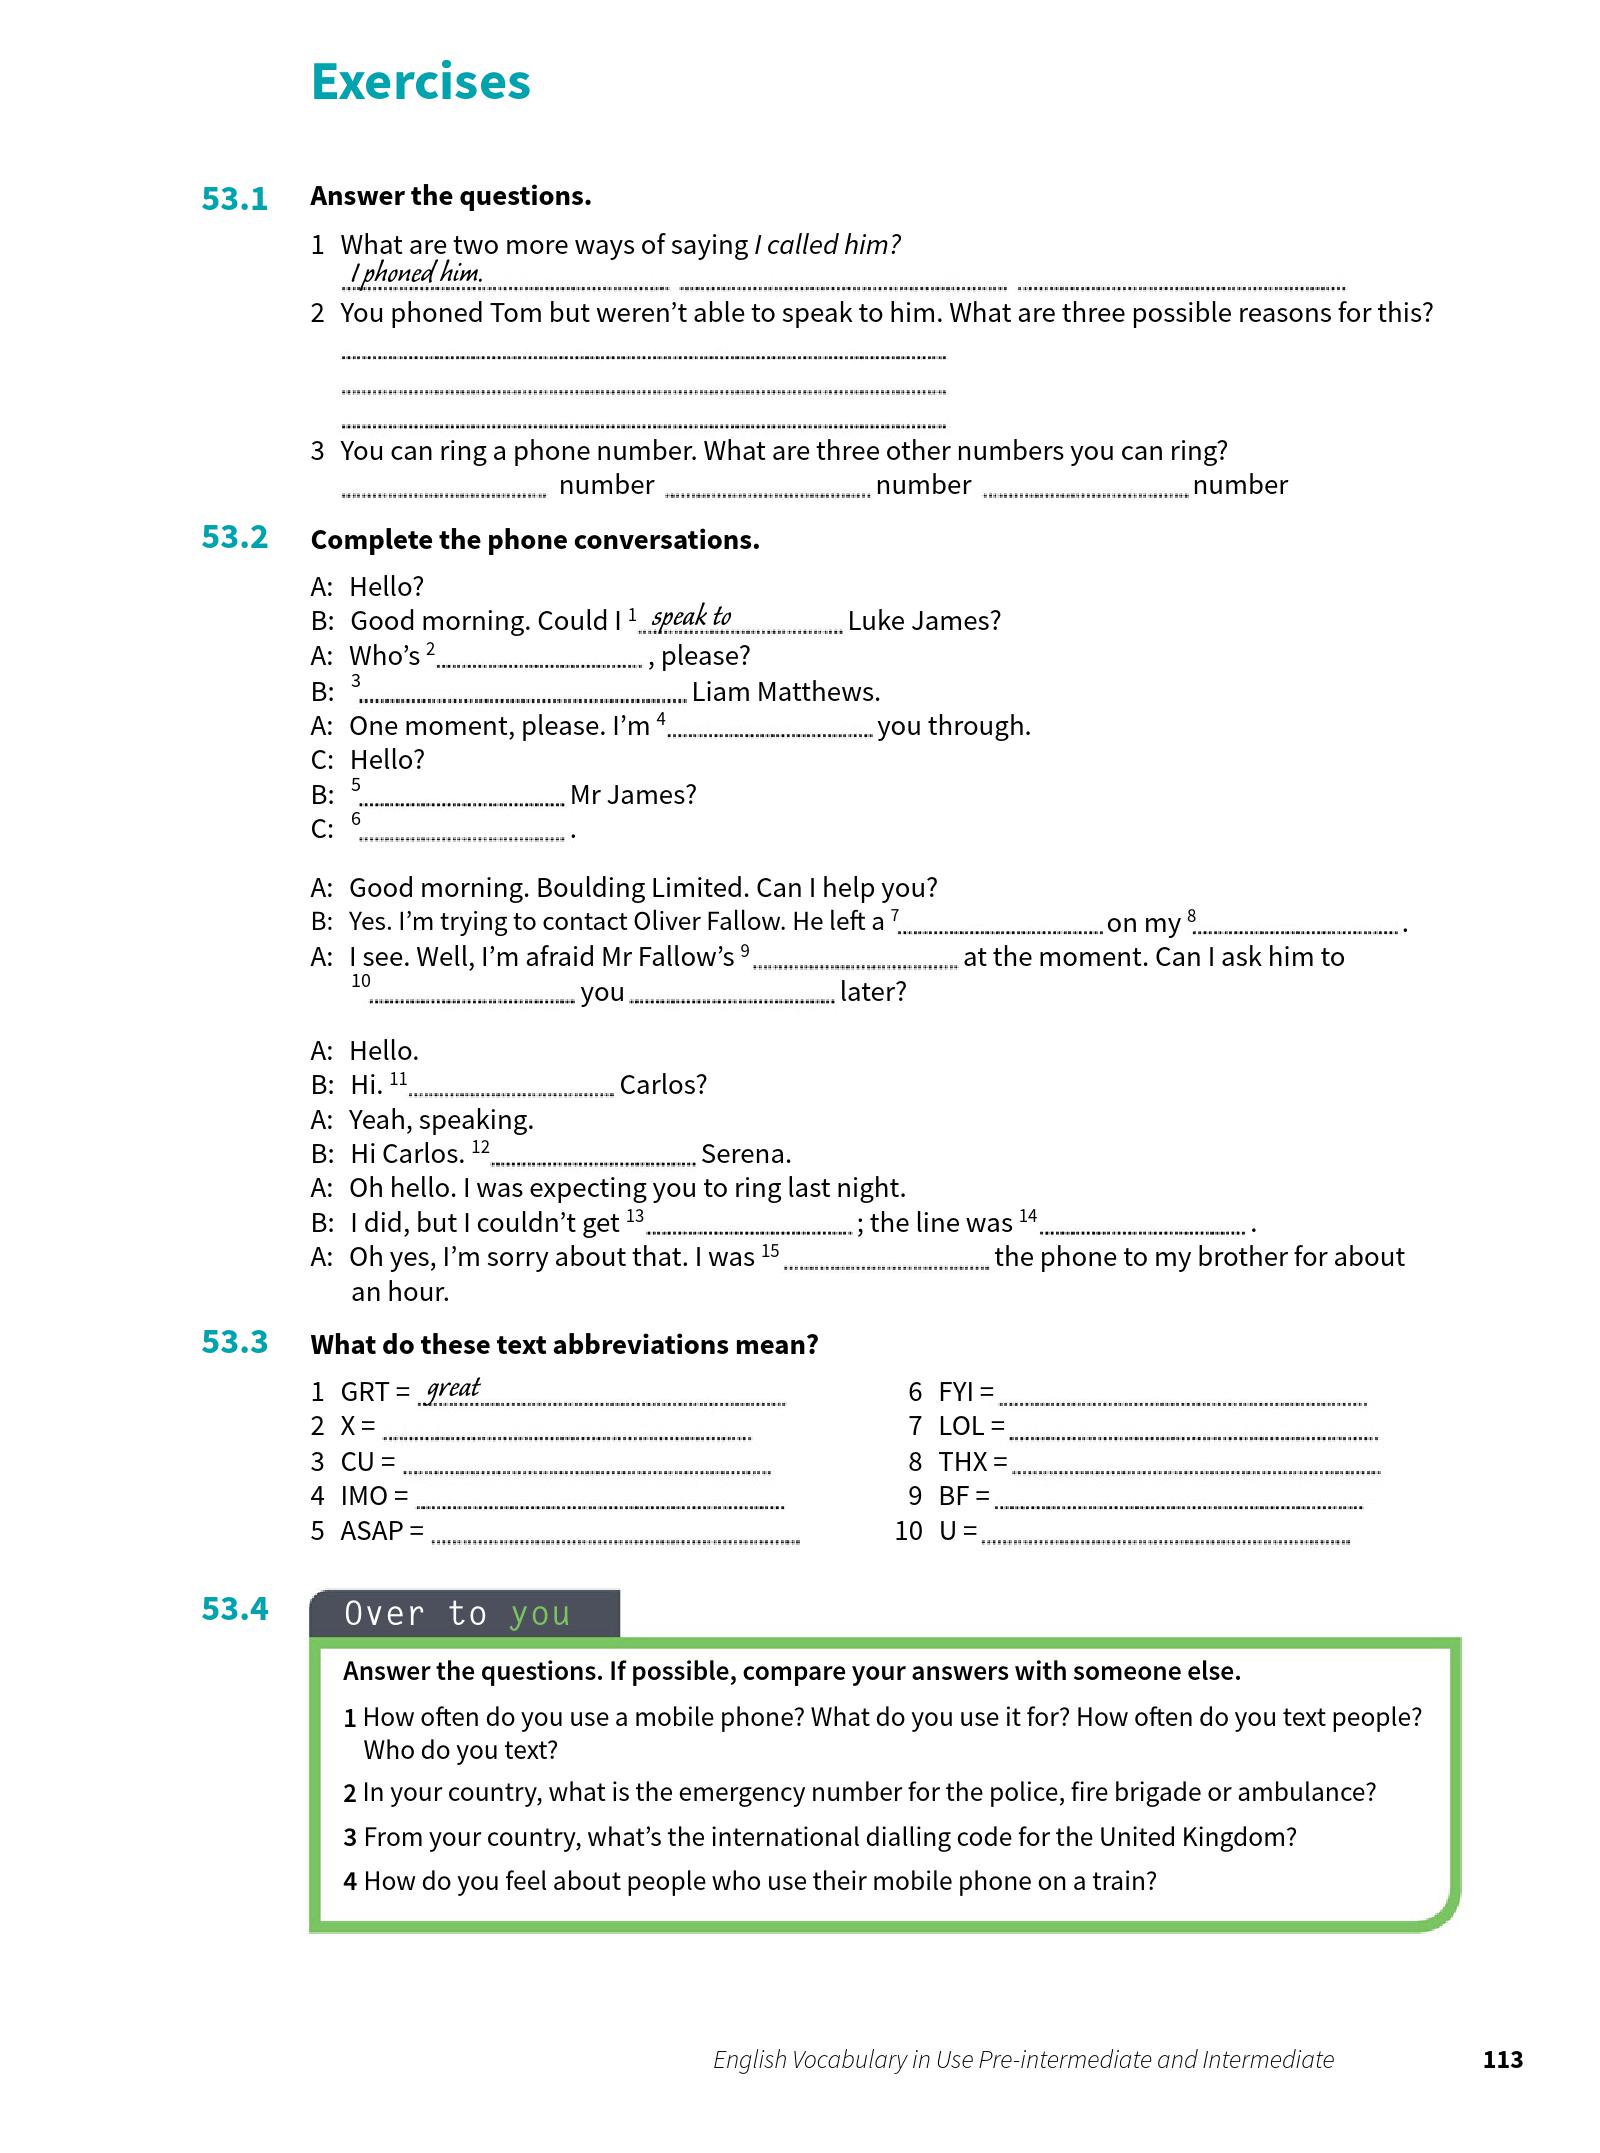 Exercises
53.1 Answer the questions.
1 What are two more ways of saying I called him?
I phoned him.
2 You phoned Tom but weren't able to speak to him. What are three possible reasons for this?
3 You can ring a phone number. What are three other numbers you can ring?
number number number
53.2 Complete the phone conversations.
A: Hello?
B: Good morning. Could I 1 speak to Luke James?
A: Who's 2 , please?
B: 3 Liam Matthews.
A: One moment, please. I'm 4 you through.
C: Hello?
B: 5 Mr James?
C: 6 .
A: Good morning. Boulding Limited. Can I help you?
B: Yes. I'm trying to contact Oliver Fallow. He left a 7 on my 8 .
A: I see. Well, I'm afraid Mr Fallow's 9 at the moment. Can I ask him to
10 you later?
A: Hello.
B: Hi. 11 Carlos?
A: Yeah, speaking.
B: Hi Carlos. 12 Serena.
A: Oh hello. I was expecting you to ring last night.
B: I did, but I couldn't get 13 ; the line was 14 .
A: Oh yes, I'm sorry about that. I was 15 the phone to my brother for about
an hour.
53.3 What do these text abbreviations mean?
1 GRT = great
2 X =
3 CU =
4 IMO =
5 ASAP =
6 FYI =
7 LOL =
8 THX =
9 BF =
10 U =
53.4 Over to you
Answer the questions. If possible, compare your answers with someone else.
1 How often do you use a mobile phone? What do you use it for? How often do you text people?
Who do you text?
2 In your country, what is the emergency number for the police, fire brigade or ambulance?
3 From your country, what's the international dialling code for the United Kingdom?
4 How do you feel about people who use their mobile phone on a train?
English Vocabulary in Use Pre-intermediate and Intermediate 113